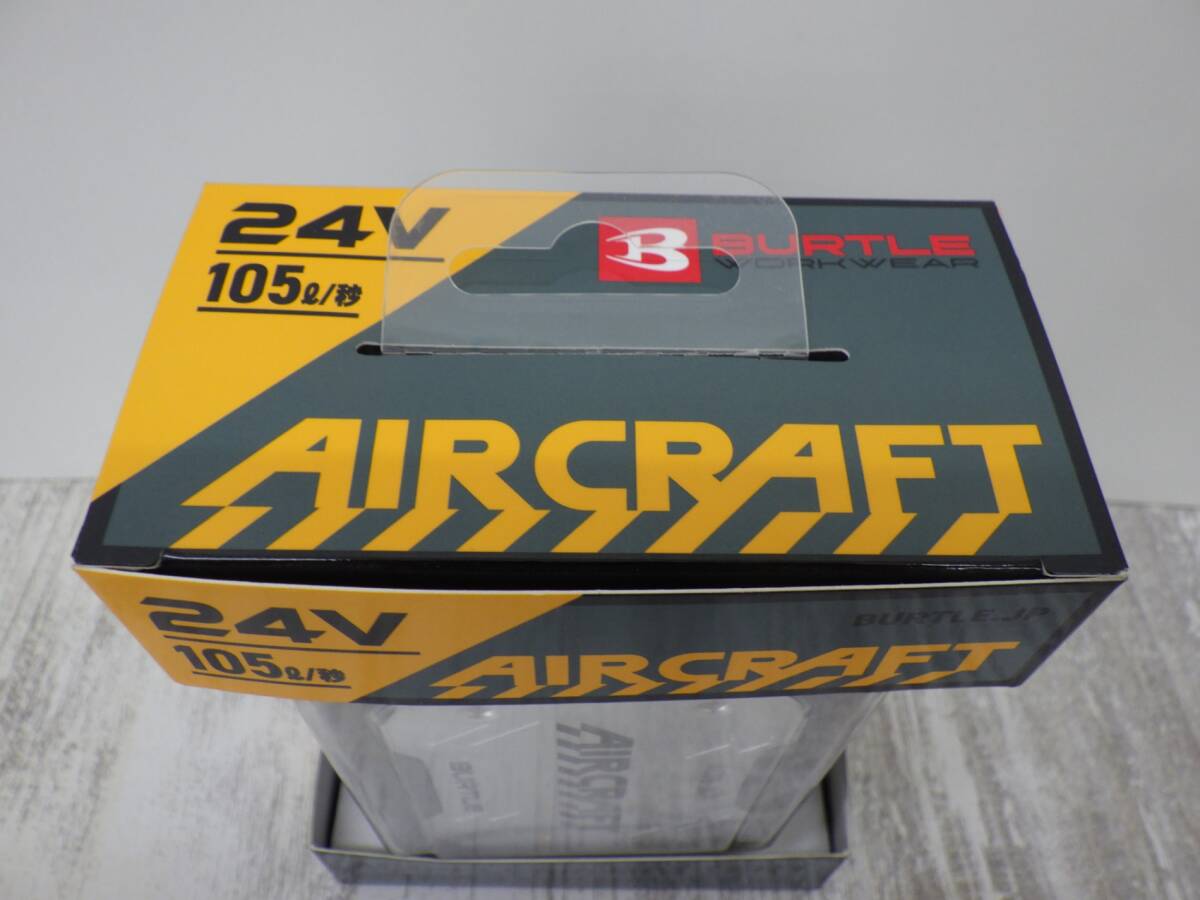 24V
105ℓ/秒
B BURTLE
WORKWEAR
AIRCRAFT
24V
105ℓ/秒
BURTLE.JP
AIRCRAFT
AIRCRAFT
BURTLE